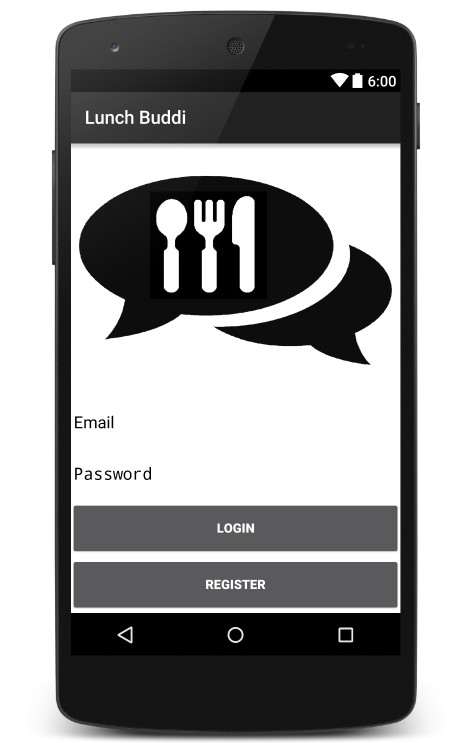 6:00
Lunch Buddi
Email
Password
LOGIN
REGISTER